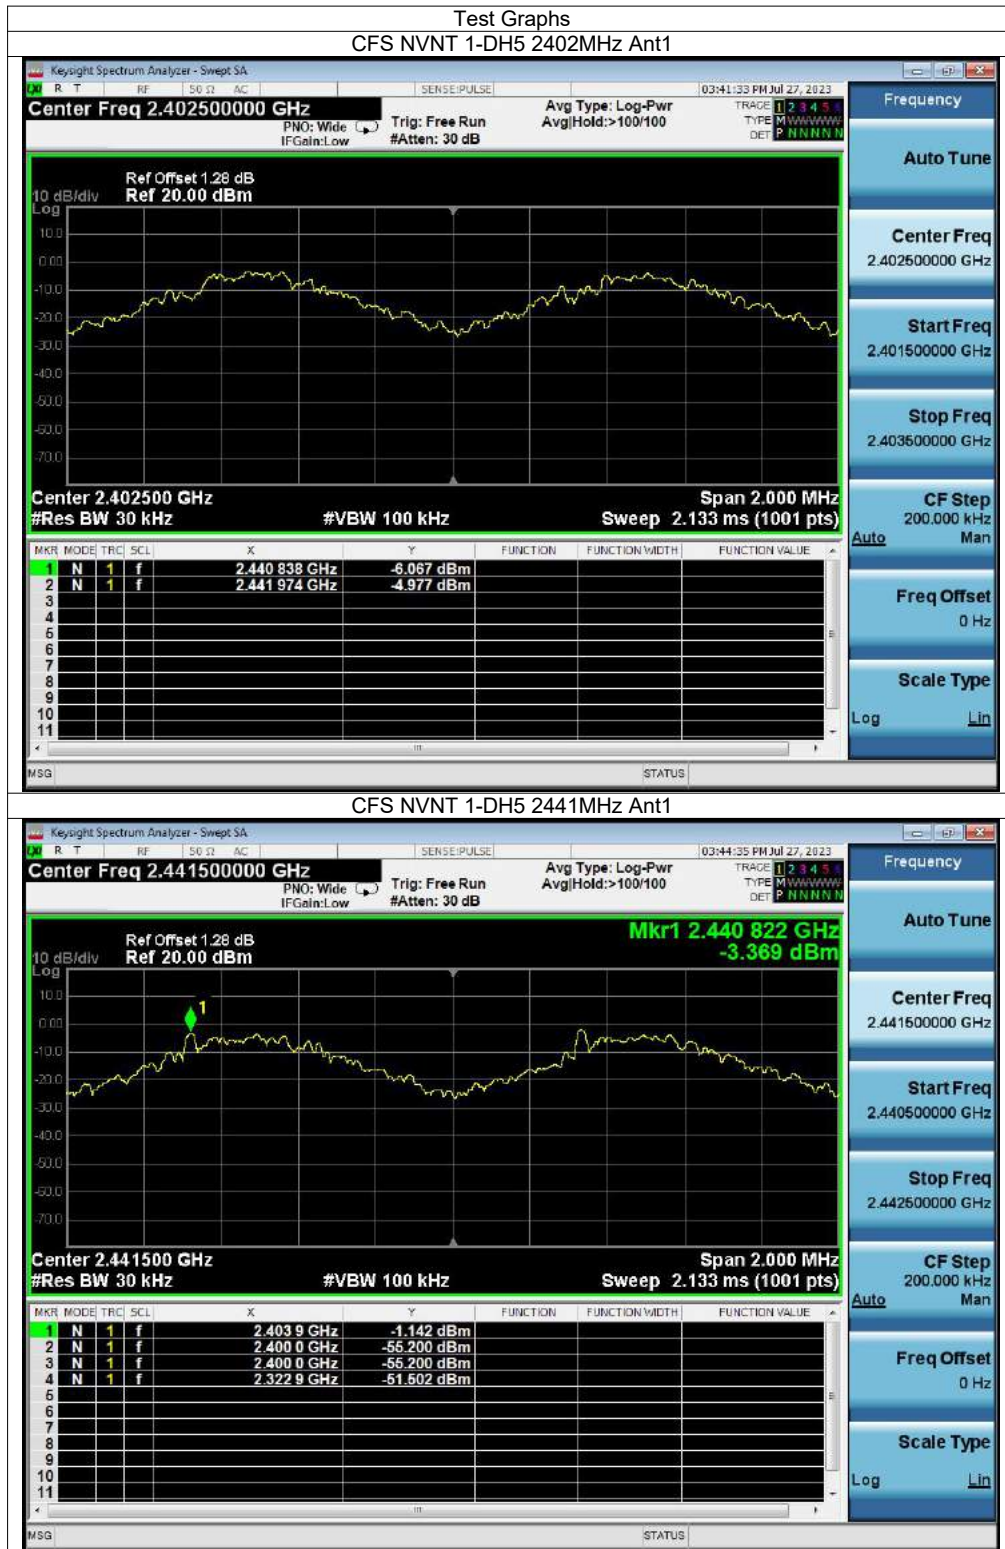 Test Graphs
CFS NVNT 1-DH5 2402MHz Ant1
Keysight Spectrum Analyzer - Swept SA
R T RF 50 Ω AC SENSE:PULSE 03:41:33 PM Jul 27, 2023
Center Freq 2.402500000 GHz
PNO: Wide
IFGain:Low
Trig: Free Run
#Atten: 30 dB
Avg Type: Log-Pwr
Avg|Hold:>100/100
TRACE 1 2 3 4 5
TYPE M WWWWW
DET P N N N N N
Ref Offset 1.28 dB
10 dB/div Ref 20.00 dBm
Log
10.0
0.00
-10.0
-20.0
-30.0
-40.0
-50.0
-60.0
-70.0
Center 2.402500 GHz Span 2.000 MHz
#Res BW 30 kHz #VBW 100 kHz Sweep 2.133 ms (1001 pts)
MKR MODE TRC SCL X Y FUNCTION FUNCTION WIDTH FUNCTION VALUE
1 N 1 f 2.440 838 GHz -6.067 dBm
2 N 1 f 2.441 974 GHz -4.977 dBm
3
4
5
6
7
8
9
10
11
MSG STATUS
Frequency
Auto Tune
Center Freq
2.402500000 GHz
Start Freq
2.401500000 GHz
Stop Freq
2.403500000 GHz
CF Step
200.000 kHz
Auto Man
Freq Offset
0 Hz
Scale Type
Log Lin
CFS NVNT 1-DH5 2441MHz Ant1
Keysight Spectrum Analyzer - Swept SA
R T RF 50 Ω AC SENSE:PULSE 03:44:35 PM Jul 27, 2023
Center Freq 2.441500000 GHz
PNO: Wide
IFGain:Low
Trig: Free Run
#Atten: 30 dB
Avg Type: Log-Pwr
Avg|Hold:>100/100
TRACE 1 2 3 4 5
TYPE M WWWWW
DET P N N N N N
Mkr1 2.440 822 GHz
-3.369 dBm
Ref Offset 1.28 dB
10 dB/div Ref 20.00 dBm
Log
10.0
0.00
-10.0
-20.0
-30.0
-40.0
-50.0
-60.0
-70.0
1
Center 2.441500 GHz Span 2.000 MHz
#Res BW 30 kHz #VBW 100 kHz Sweep 2.133 ms (1001 pts)
MKR MODE TRC SCL X Y FUNCTION FUNCTION WIDTH FUNCTION VALUE
1 N 1 f 2.403 9 GHz -1.142 dBm
2 N 1 f 2.400 0 GHz -55.200 dBm
3 N 1 f 2.400 0 GHz -55.200 dBm
4 N 1 f 2.322 9 GHz -51.502 dBm
5
6
7
8
9
10
11
MSG STATUS
Frequency
Auto Tune
Center Freq
2.441500000 GHz
Start Freq
2.440500000 GHz
Stop Freq
2.442500000 GHz
CF Step
200.000 kHz
Auto Man
Freq Offset
0 Hz
Scale Type
Log Lin